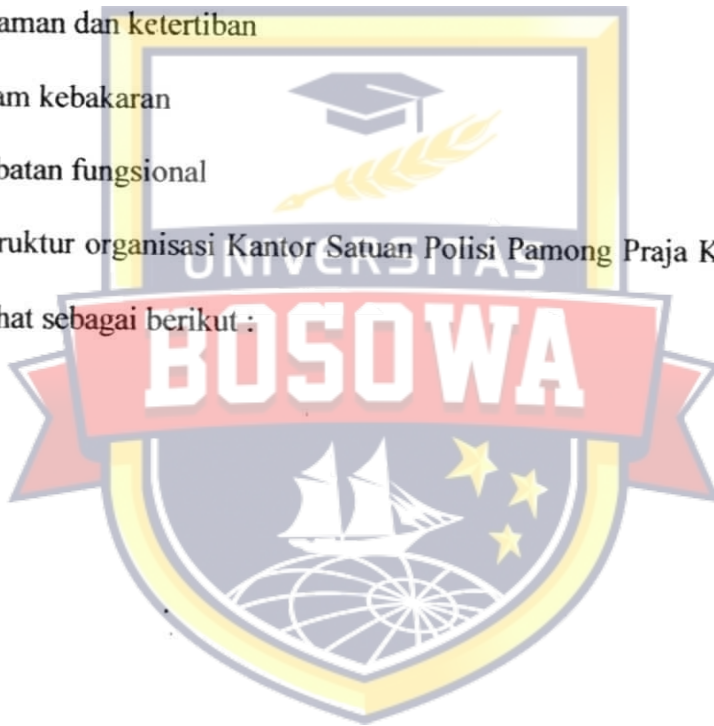 aman dan ketertiban
am kebakaran
batan fungsional
ruktur organisasi Kantor Satuan Polisi Pamong Praja K
UNIVERSITAS
hat sebagai berikut :
BOSOWA